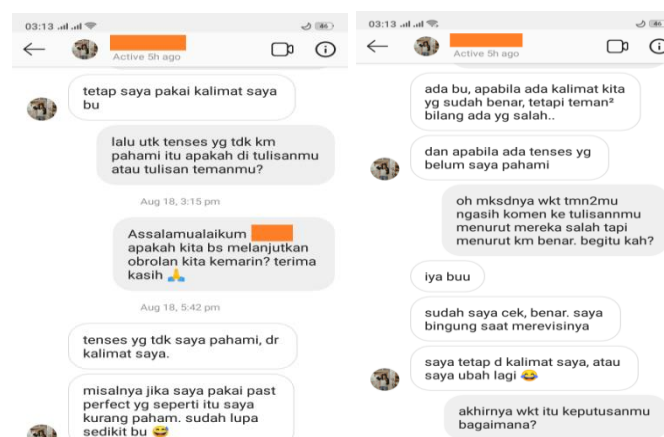 03:13
46
Active 5h ago
tetap saya pakai kalimat saya
bu
lalu utk tenses yg tdk km
pahami itu apakah di tulisanmu
atau tulisan temanmu?
Aug 18, 3:15 pm
Assalamualaikum
apakah kita bs melanjutkan
obrolan kita kemarin? terima
kasih 🙏
Aug 18, 5:42 pm
tenses yg tdk saya pahami, dr
kalimat saya.
misalnya jika saya pakai past
perfect yg seperti itu saya
kurang paham. sudah lupa
sedikit bu 😅
03:13
46
Active 5h ago
ada bu, apabila ada kalimat kita
yg sudah benar, tetapi teman²
bilang ada yg salah..
dan apabila ada tenses yg
belum saya pahami
oh mksdnya wkt tmn2mu
ngasih komen ke tulisannmu
menurut mereka salah tapi
menurut km benar. begitu kah?
iya buu
sudah saya cek, benar. saya
bingung saat merevisinya
saya tetap d kalimat saya, atau
saya ubah lagi 😂
akhirnya wkt itu keputusanmu
bagaimana?